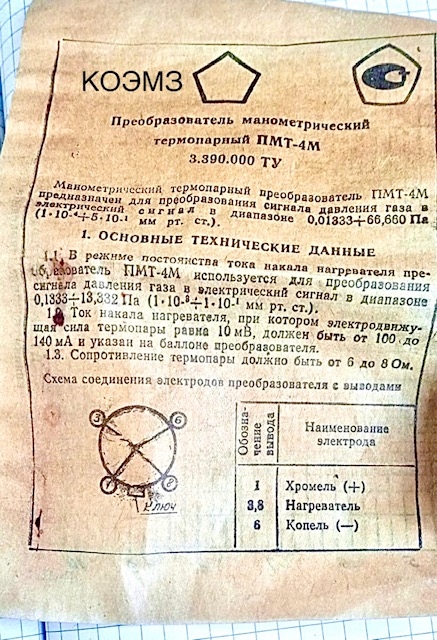 КОЭМЗ
Преобразователь манометрический
термопарный ПМТ-4М
3.390.000 ТУ
Манометрический термопарный преобразователь ПМТ-4М
предназначен для преобразования сигнала давления газа в
электрический сигнал в диапазоне 0,01333÷66,660 Па
(1·10⁻⁴÷5·10⁻¹ мм рт. ст.).
1. ОСНОВНЫЕ ТЕХНИЧЕСКИЕ ДАННЫЕ
1.1. В режиме постоянства тока накала нагревателя пре-
образователь ПМТ-4М используется для преобразования
сигнала давления газа в электрический сигнал в диапазоне
0,1333÷13,332 Па (1·10⁻³÷1·10⁻¹ мм рт. ст.).
Ток накала нагревателя, при котором электродвижу-
щая сила термопары равна 10 мВ, должен быть от 100 до
140 мА и указан на баллоне преобразователя.
1.3. Сопротивление термопары должно быть от 6 до 8 Ом.
Схема соединения электродов преобразователя с выводами
3 6
1 8
Ключ
Обозна-
чение
вывода
Наименование
электрода
1 Хромель (+)
3,8 Нагреватель
6 Копель (—)